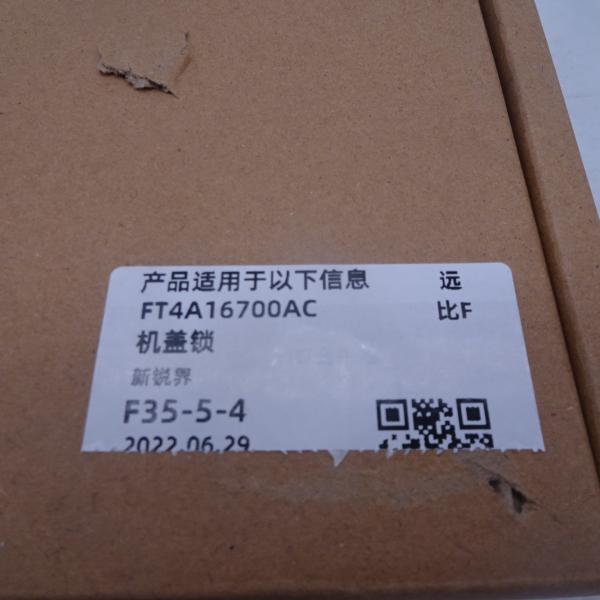 产品适用于以下信息 远
FT4A16700AC 比F
机盖锁
新锐界
F35-5-4
2022.06.29